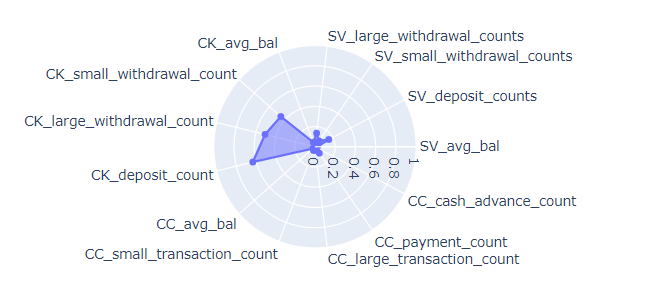 SV_large_withdrawal_counts
CK_avg_bal
SV_small_withdrawal_counts
CK_small_withdrawal_count
SV_deposit_counts
CK_large_withdrawal_count
SV_avg_bal
0
0.2
0.4
0.6
0.8
1
CK_deposit_count
CC_cash_advance_count
CC_avg_bal
CC_payment_count
CC_small_transaction_count
CC_large_transaction_count